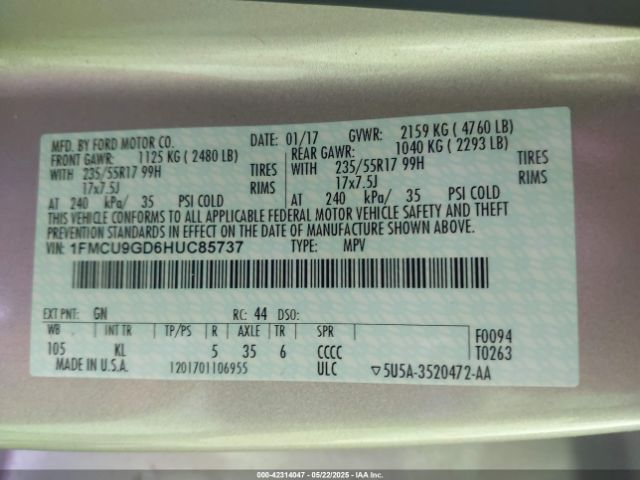 MFD. BY FORD MOTOR CO. DATE: 01/17 GVWR: 2159 KG ( 4760 LB)
FRONT GAWR: 1125 KG ( 2480 LB) REAR GAWR: 1040 KG ( 2293 LB)
WITH 235/55R17 99H TIRES WITH 235/55R17 99H TIRES
17x7.5J RIMS 17x7.5J RIMS
AT 240 kPa/ 35 PSI COLD AT 240 kPa/ 35 PSI COLD
THIS VEHICLE CONFORMS TO ALL APPLICABLE FEDERAL MOTOR VEHICLE SAFETY AND THEFT
PREVENTION STANDARDS IN EFFECT ON THE DATE OF MANUFACTURE SHOWN ABOVE.
VIN: 1FMCU9GD6HUC85737 TYPE: MPV
EXT PNT: GN RC: 44 DSO:
WB INT TR TP/PS R AXLE TR SPR F0094
105 KL 5 35 6 CCCC T0263
MADE IN U.S.A. 1201701106955 ULC ▽5U5A-3520472-AA
000-42314047 - 05/22/2025 - IAA Inc.